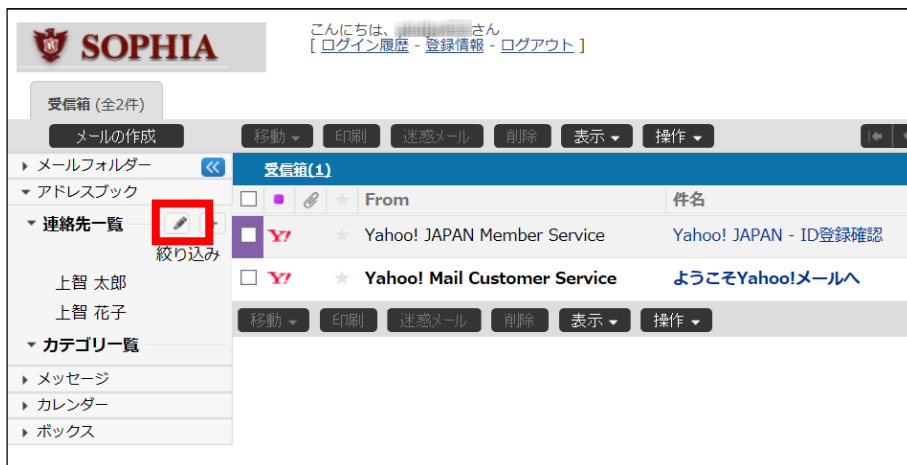 SOPHIA
こんにちは、 さん
[ ログイン履歴 - 登録情報 - ログアウト ]
受信箱 (全2件)
メールの作成
移動 印刷 迷惑メール 削除 表示 操作
メールフォルダー
受信箱(1)
アドレスブック
From 件名
連絡先一覧
Y! Yahoo! JAPAN Member Service Yahoo! JAPAN - ID登録確認
絞り込み
上智 太郎
Y! Yahoo! Mail Customer Service ようこそYahoo!メールへ
上智 花子
移動 印刷 迷惑メール 削除 表示 操作
カテゴリ一覧
メッセージ
カレンダー
ボックス